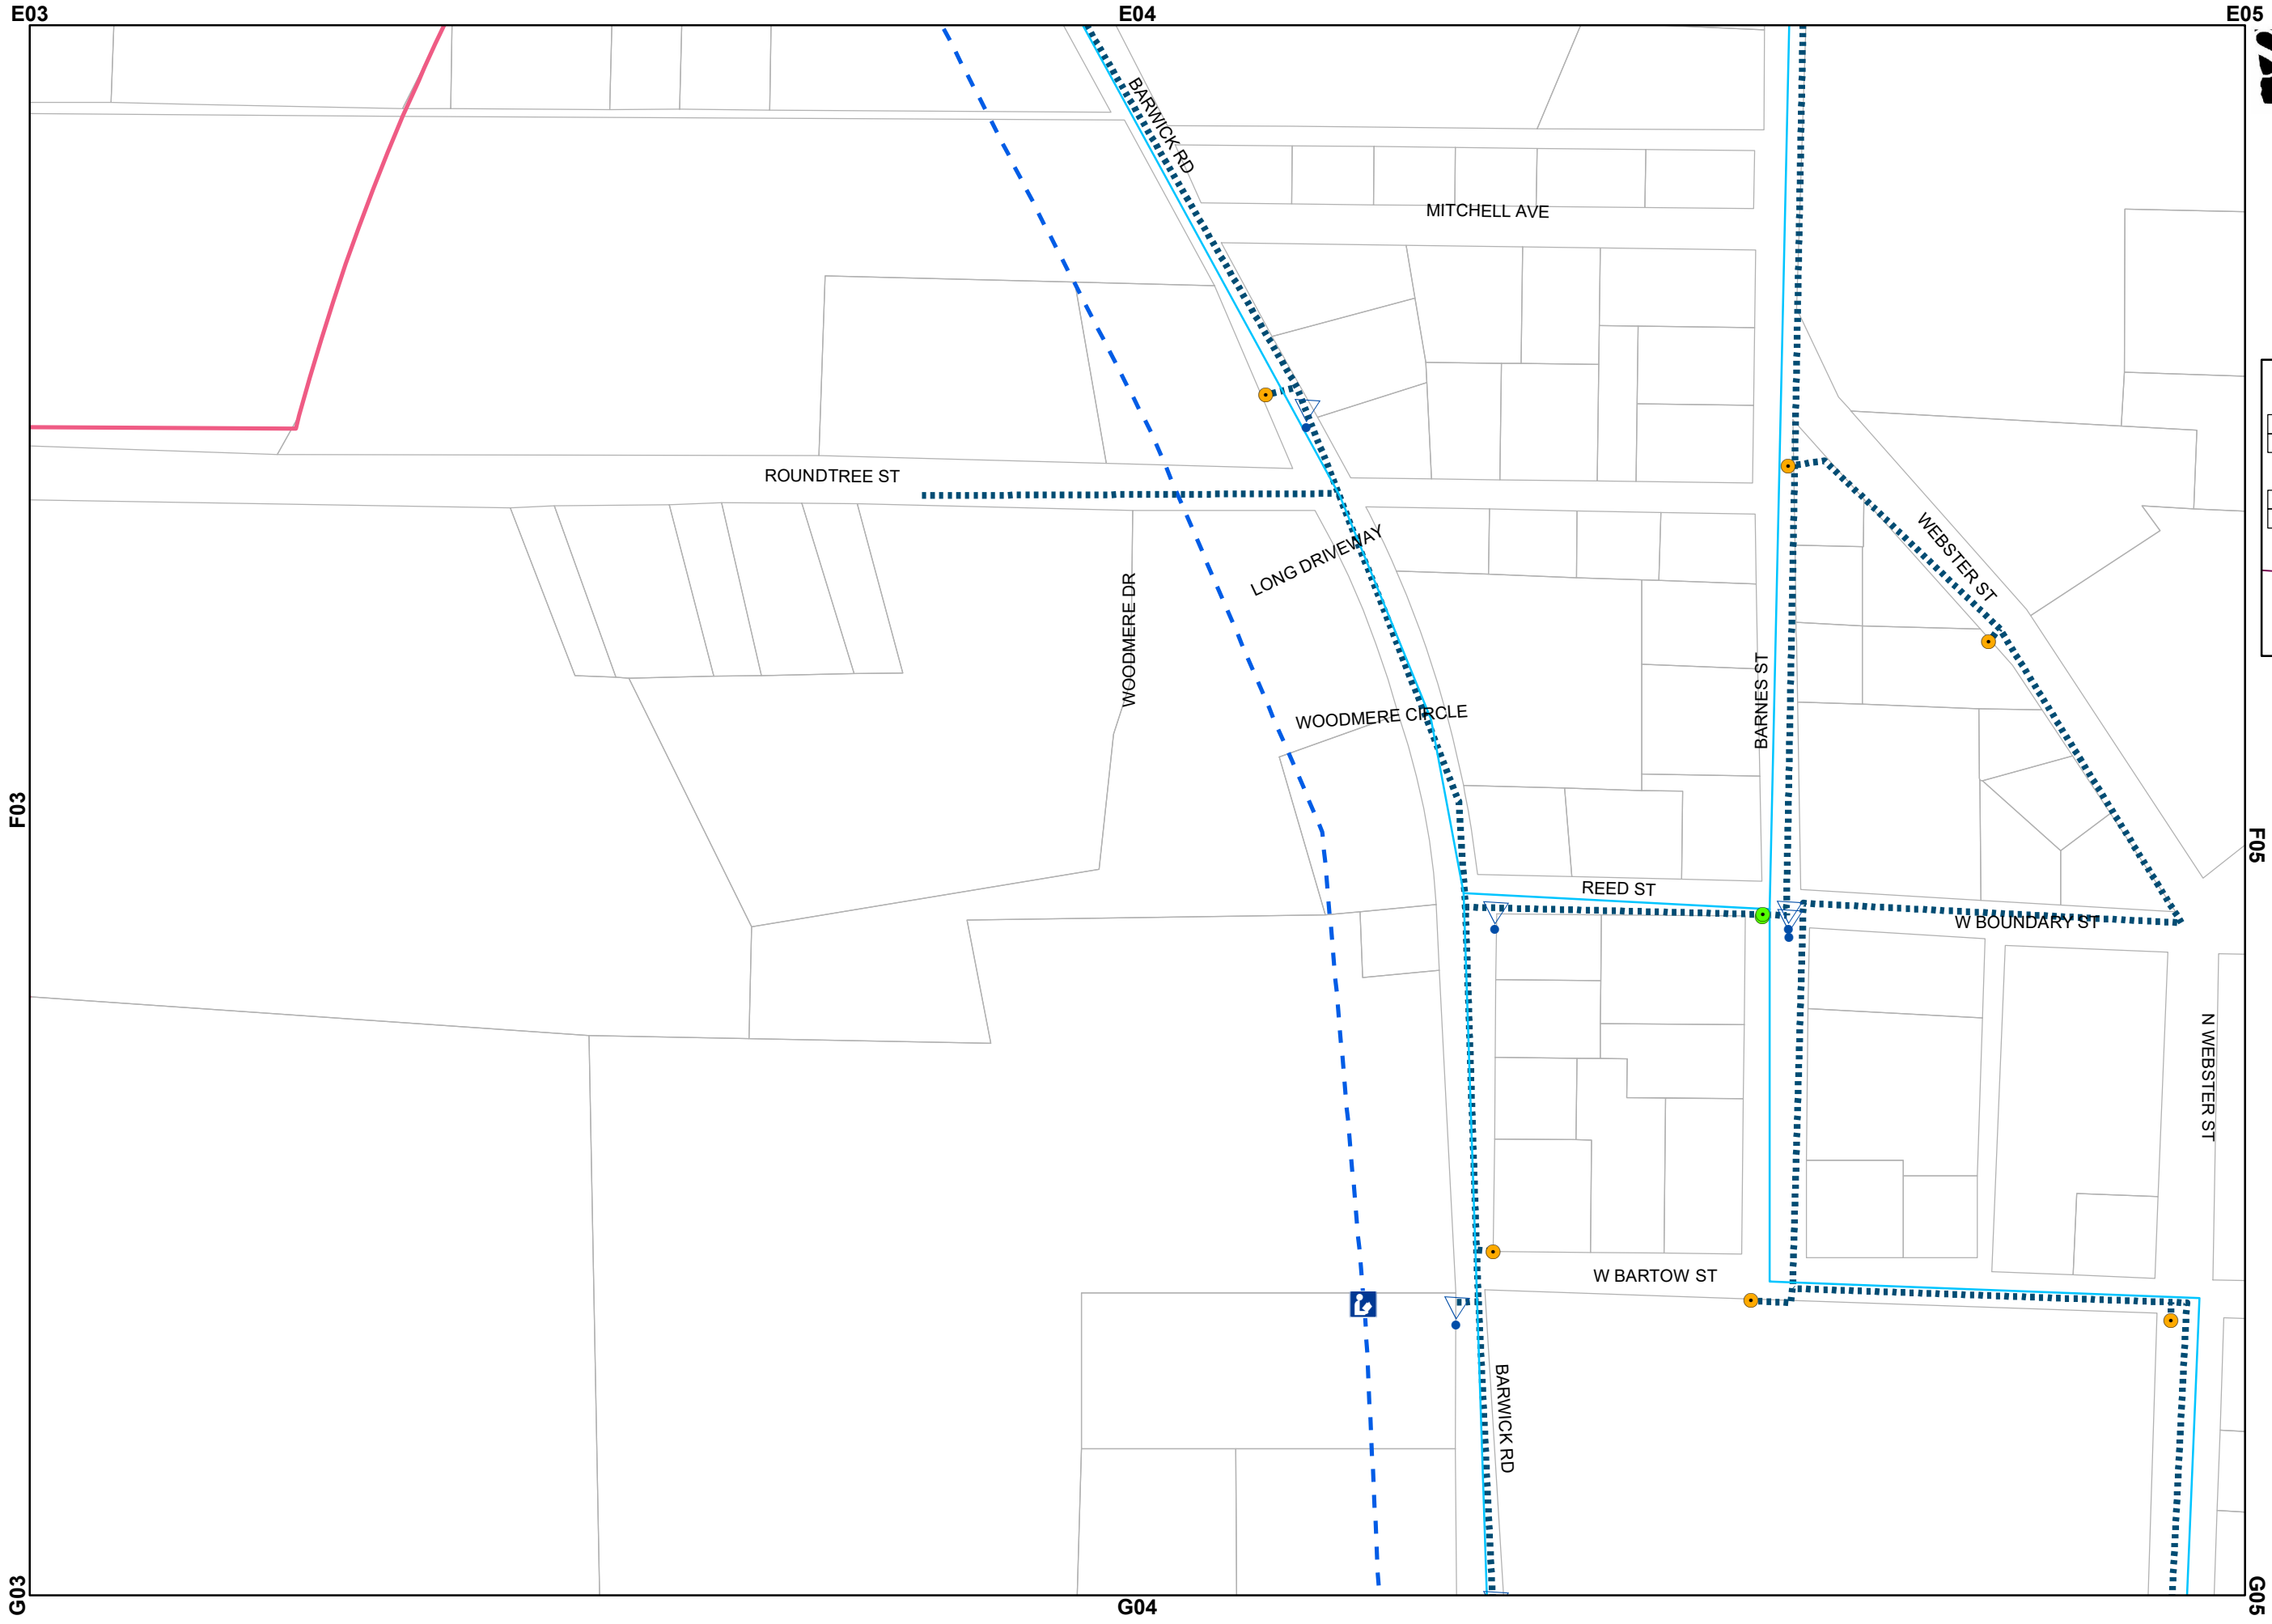 E03
E04
E05
BARWICK RD
MITCHELL AVE
ROUNDTREE ST
LONG DRIVEWAY
WEBSTER ST
WOODMERE DR
BARNES ST
WOODMERE CIRCLE
F03
F05
REED ST
W BOUNDARY ST
N WEBSTER ST
W BARTOW ST
BARWICK RD
G03
G04
G05